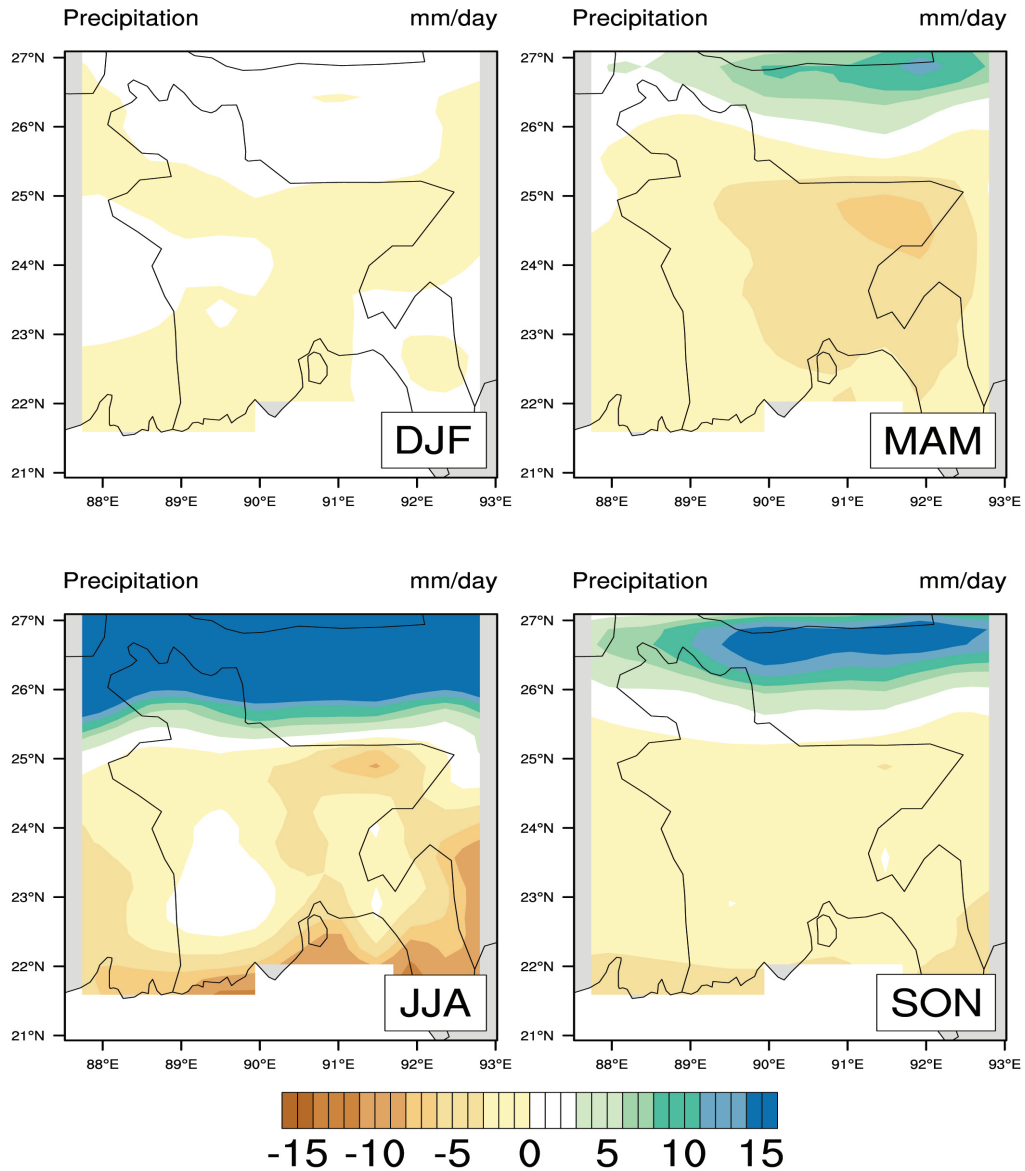 Precipitation mm/day Precipitation mm/day
27°N 27°N
26°N 26°N
25°N 25°N
24°N 24°N
23°N 23°N
22°N 22°N
21°N 21°N
DJF MAM
88°E 89°E 90°E 91°E 92°E 93°E 88°E 89°E 90°E 91°E 92°E 93°E
Precipitation mm/day Precipitation mm/day
27°N 27°N
26°N 26°N
25°N 25°N
24°N 24°N
23°N 23°N
22°N 22°N
21°N 21°N
JJA SON
88°E 89°E 90°E 91°E 92°E 93°E 88°E 89°E 90°E 91°E 92°E 93°E
-15 -10 -5 0 5 10 15